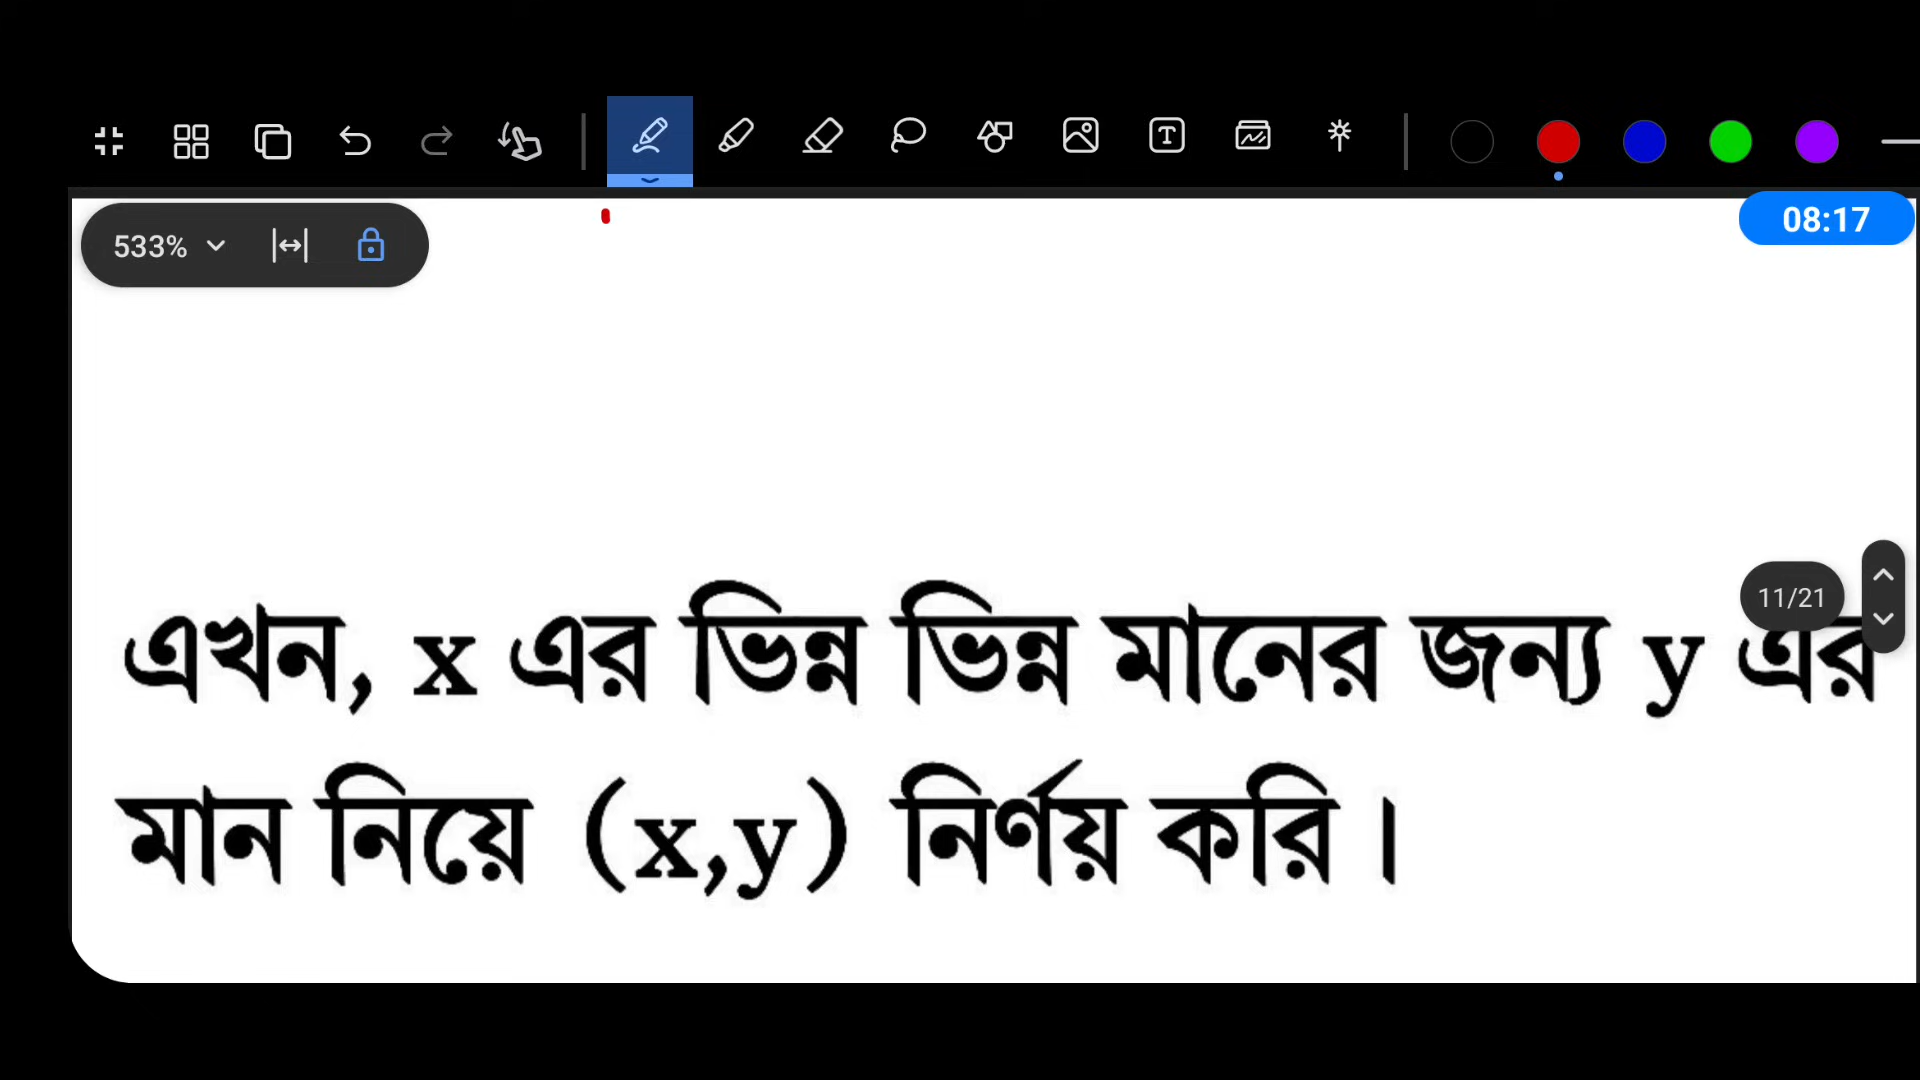 533%
08:17
11/21
এখন, x এর ভিন্ন ভিন্ন মানের জন্য y এর
মান নিয়ে (x,y) নির্ণয় করি।